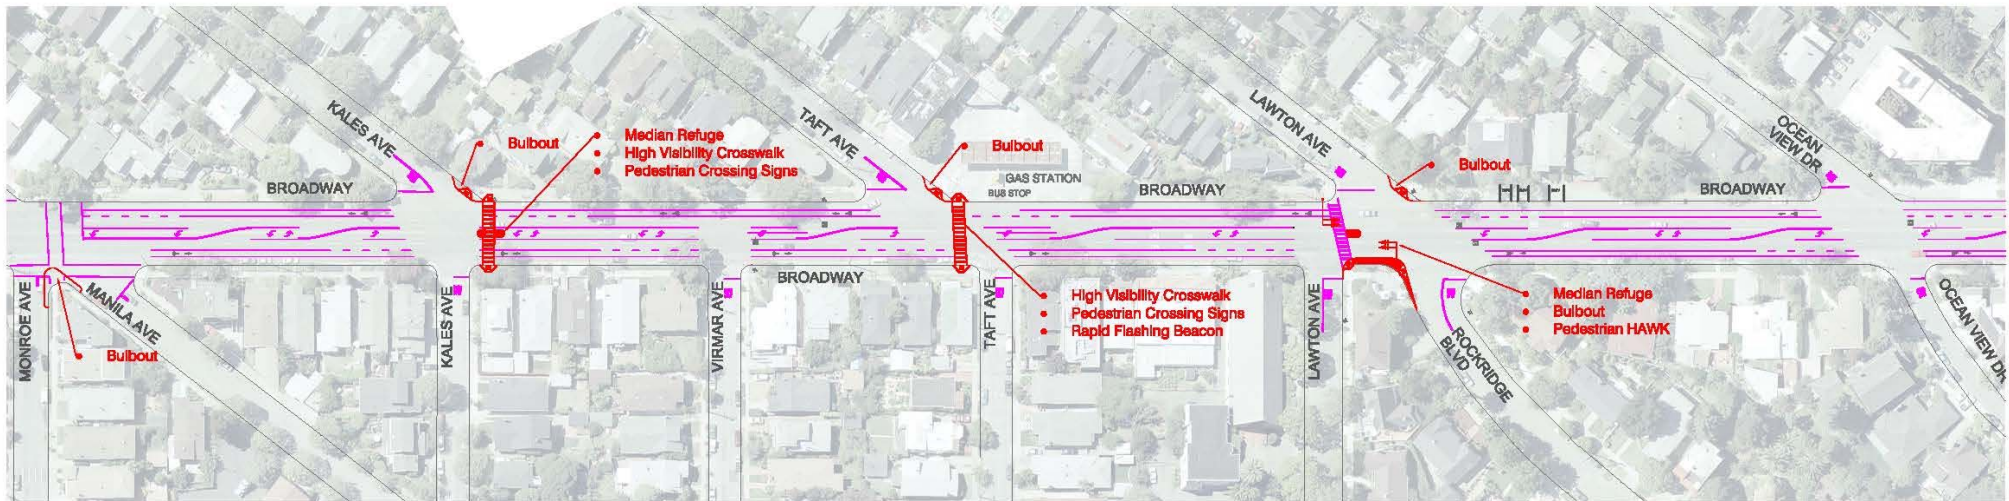 KALES AVE
Bulbout
Median Refuge
High Visibility Crosswalk
Pedestrian Crossing Signs
TAFT AVE
Bulbout
GAS STATION
BUS STOP
LAWTON AVE
Bulbout
OCEAN
VIEW DR
BROADWAY
BROADWAY
BROADWAY
BROADWAY
MONROE AVE
MANILA AVE
Bulbout
KALES AVE
VIRMAR AVE
TAFT AVE
High Visibility Crosswalk
Pedestrian Crossing Signs
Rapid Flashing Beacon
LAWTON AVE
ROCKRIDGE
BLVD
Median Refuge
Bulbout
Pedestrian HAWK
OCEAN VIEW DR